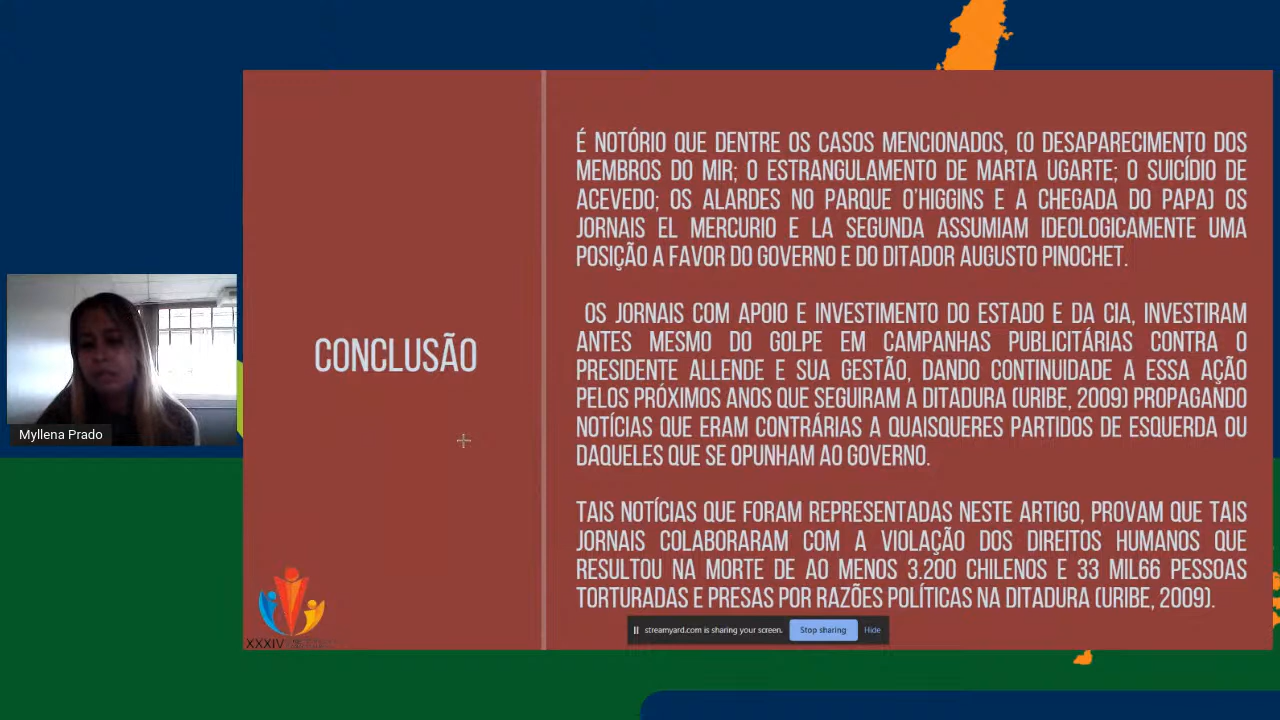 É NOTÓRIO QUE DENTRE OS CASOS MENCIONADOS, (O DESAPARECIMENTO DOS
MEMBROS DO MIR; O ESTRANGULAMENTO DE MARTA UGARTE; O SUICÍDIO DE
ACEVEDO; OS ALARDES NO PARQUE O'HIGGINS E A CHEGADA DO PAPA) OS
JORNAIS EL MERCURIO E LA SEGUNDA ASSUMIAM IDEOLOGICAMENTE UMA
POSIÇÃO A FAVOR DO GOVERNO E DO DITADOR AUGUSTO PINOCHET.
OS JORNAIS COM APOIO E INVESTIMENTO DO ESTADO E DA CIA, INVESTIRAM
ANTES MESMO DO GOLPE EM CAMPANHAS PUBLICITÁRIAS CONTRA O
PRESIDENTE ALLENDE E SUA GESTÃO, DANDO CONTINUIDADE A ESSA AÇÃO
PELOS PRÓXIMOS ANOS QUE SEGUIRAM A DITADURA (URIBE, 2009) PROPAGANDO
NOTÍCIAS QUE ERAM CONTRÁRIAS A QUAISQUERES PARTIDOS DE ESQUERDA OU
DAQUELES QUE SE OPUNHAM AO GOVERNO.
TAIS NOTÍCIAS QUE FORAM REPRESENTADAS NESTE ARTIGO, PROVAM QUE TAIS
JORNAIS COLABORARAM COM A VIOLAÇÃO DOS DIREITOS HUMANOS QUE
RESULTOU NA MORTE DE AO MENOS 3.200 CHILENOS E 33 MIL66 PESSOAS
TORTURADAS E PRESAS POR RAZÕES POLÍTICAS NA DITADURA (URIBE, 2009).
CONCLUSÃO
Myllena Prado
XXXIV
streamyard.com is sharing your screen.
Stop sharing
Hide